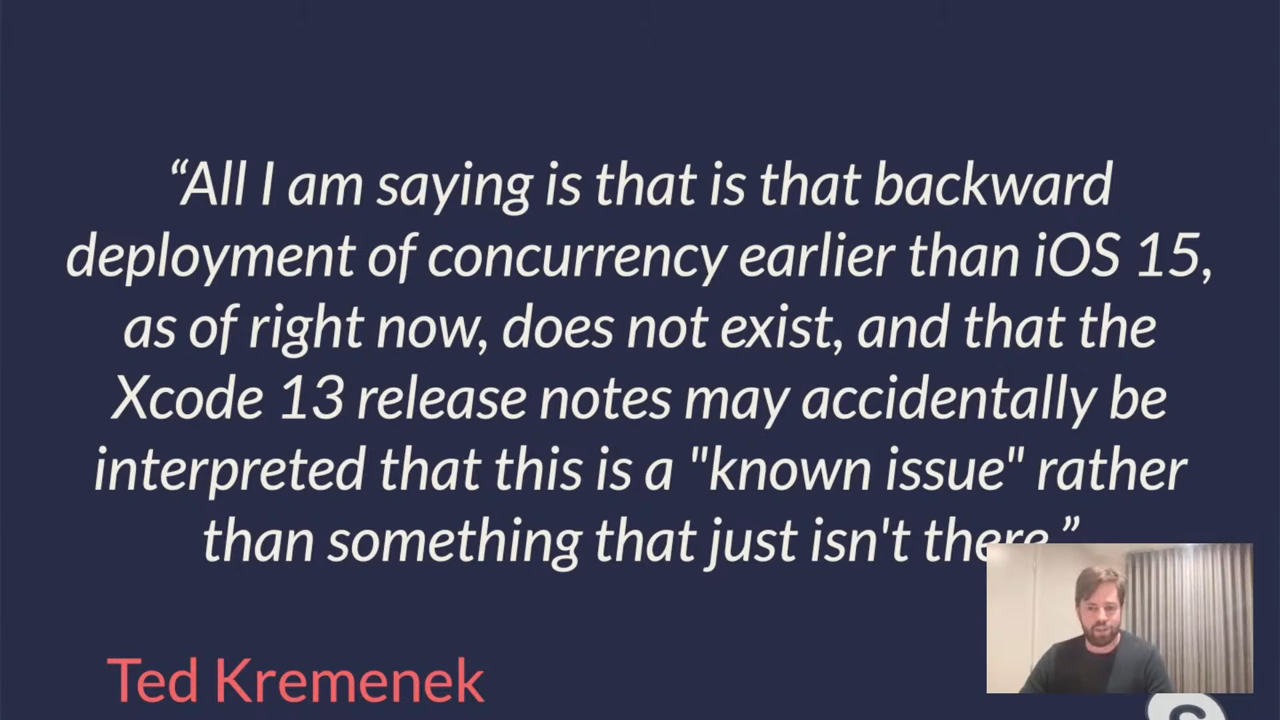 “All I am saying is that is that backward
deployment of concurrency earlier than iOS 15,
as of right now, does not exist, and that the
Xcode 13 release notes may accidentally be
interpreted that this is a "known issue" rather
than something that just isn't there.”
Ted Kremenek